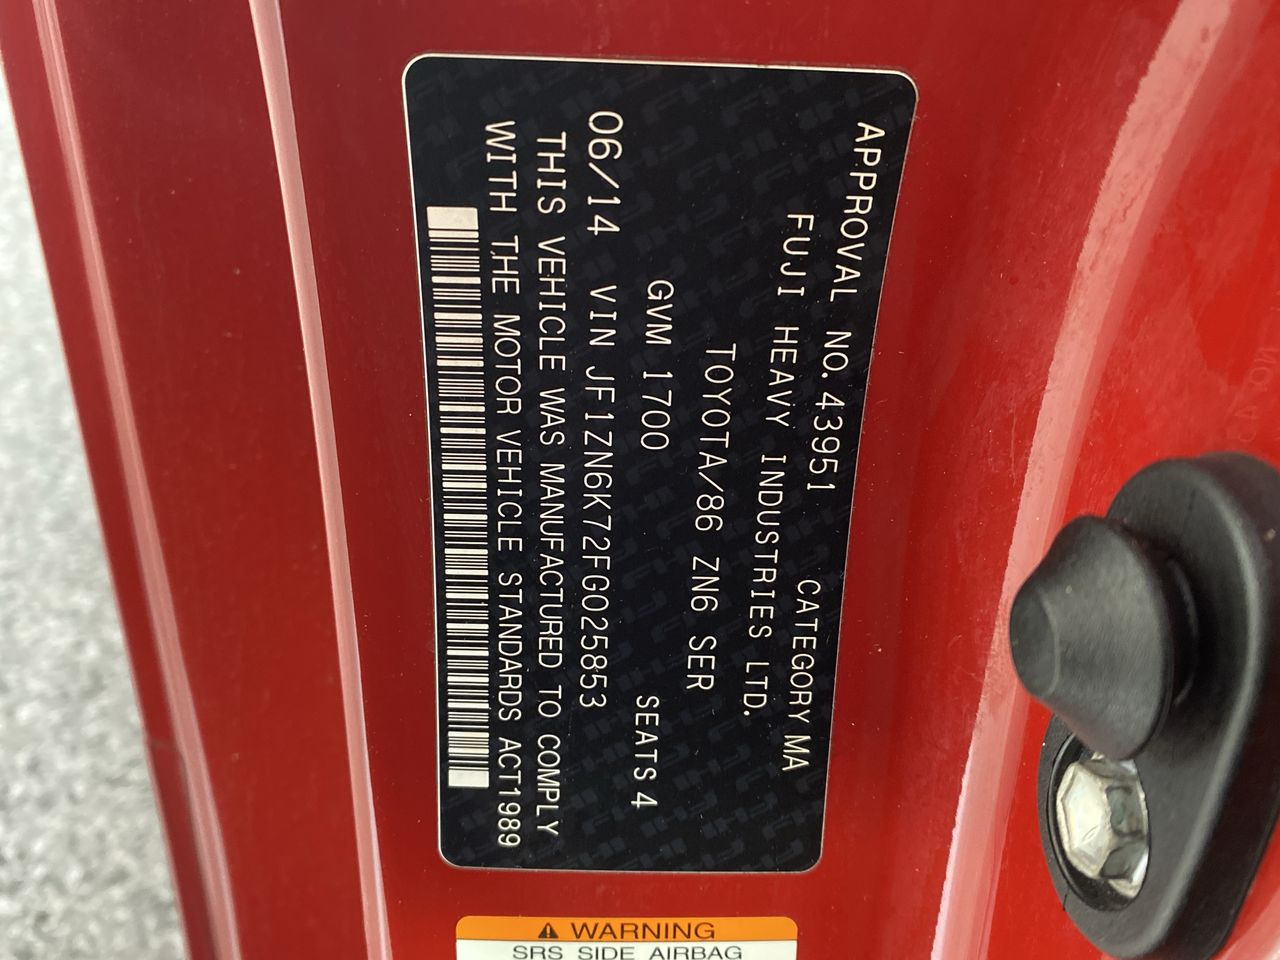 APPROVAL NO.43951 CATEGORY MA
FUJI HEAVY INDUSTRIES LTD.
TOYOTA/86 ZN6 SER
GVM 1700 SEATS 4
06/14 VIN JF1ZN6K72FG025853
THIS VEHICLE WAS MANUFACTURED TO COMPLY
WITH THE MOTOR VEHICLE STANDARDS ACT1989
⚠ WARNING
SRS SIDE AIRBAG